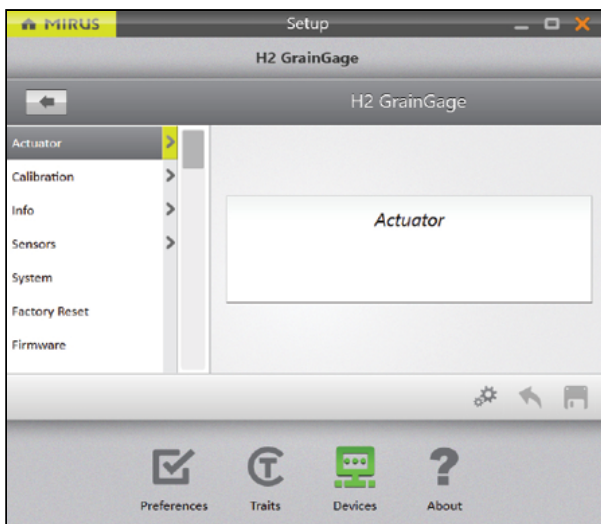 MIRUS Setup
H2 GrainGage
H2 GrainGage
Actuator
Calibration
Info
Sensors
System
Factory Reset
Firmware
Actuator
Preferences Traits Devices About